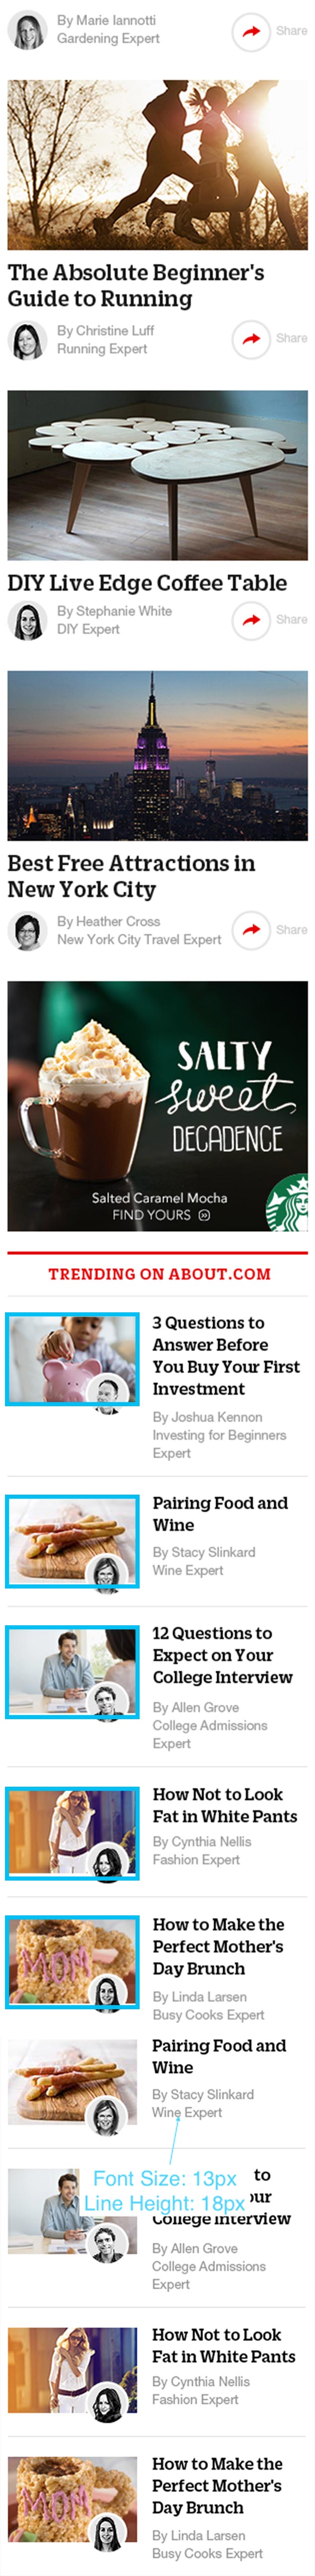 By Marie Iannotti
Gardening Expert
Share
The Absolute Beginner's
Guide to Running
By Christine Luff
Running Expert
Share
DIY Live Edge Coffee Table
By Stephanie White
DIY Expert
Share
Best Free Attractions in
New York City
By Heather Cross
New York City Travel Expert
Share
SALTY
sweet
DECADENCE
Salted Caramel Mocha
FIND YOURS
TRENDING ON ABOUT.COM
3 Questions to
Answer Before
You Buy Your First
Investment
By Joshua Kennon
Investing for Beginners
Expert
Pairing Food and
Wine
By Stacy Slinkard
Wine Expert
12 Questions to
Expect on Your
College Interview
By Allen Grove
College Admissions
Expert
How Not to Look
Fat in White Pants
By Cynthia Nellis
Fashion Expert
MOM
How to Make the
Perfect Mother's
Day Brunch
By Linda Larsen
Busy Cooks Expert
Pairing Food and
Wine
By Stacy Slinkard
Wine Expert
Font Size: 13px
Line Height: 18px
to
College Interview
By Allen Grove
College Admissions
Expert
How Not to Look
Fat in White Pants
By Cynthia Nellis
Fashion Expert
MOM
How to Make the
Perfect Mother's
Day Brunch
By Linda Larsen
Busy Cooks Expert